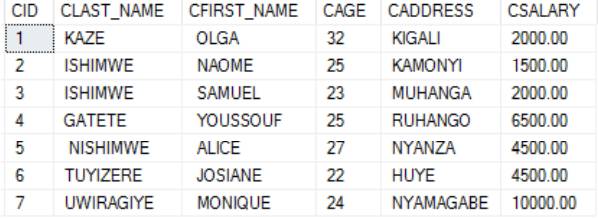 CID CLAST_NAME CFIRST_NAME CAGE CADDRESS CSALARY
1 KAZE OLGA 32 KIGALI 2000.00
2 ISHIMWE NAOME 25 KAMONYI 1500.00
3 ISHIMWE SAMUEL 23 MUHANGA 2000.00
4 GATETE YOUSSOUF 25 RUHANGO 6500.00
5 NISHIMWE ALICE 27 NYANZA 4500.00
6 TUYIZERE JOSIANE 22 HUYE 4500.00
7 UWIRAGIYE MONIQUE 24 NYAMAGABE 10000.00